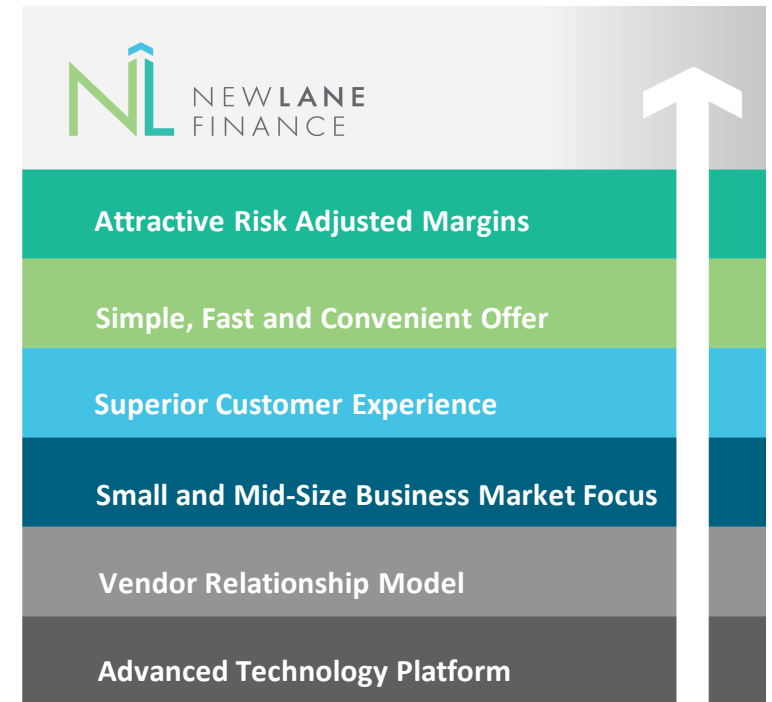 NL NEWLANE
FINANCE
Attractive Risk Adjusted Margins
Simple, Fast and Convenient Offer
Superior Customer Experience
Small and Mid-Size Business Market Focus
Vendor Relationship Model
Advanced Technology Platform